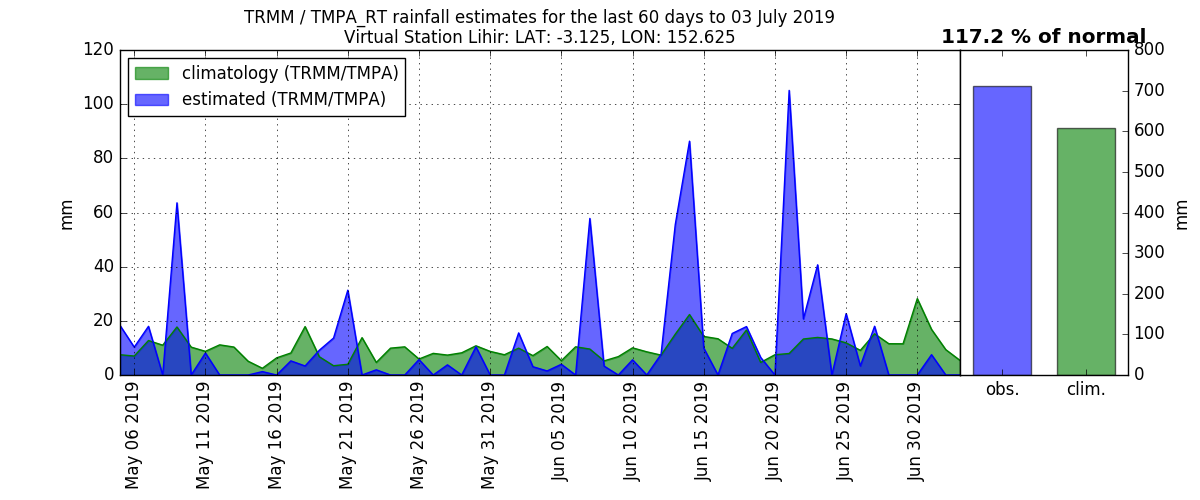 TRMM / TMPA_RT rainfall estimates for the last 60 days to 03 July 2019
Virtual Station Lihir: LAT: -3.125, LON: 152.625
117.2 % of normal
climatology (TRMM/TMPA)
estimated (TRMM/TMPA)
120
100
80
60
40
20
0
mm
May 06 2019
May 11 2019
May 16 2019
May 21 2019
May 26 2019
May 31 2019
Jun 05 2019
Jun 10 2019
Jun 15 2019
Jun 20 2019
Jun 25 2019
Jun 30 2019
obs.
clim.
800
700
600
500
400
300
200
100
0
mm